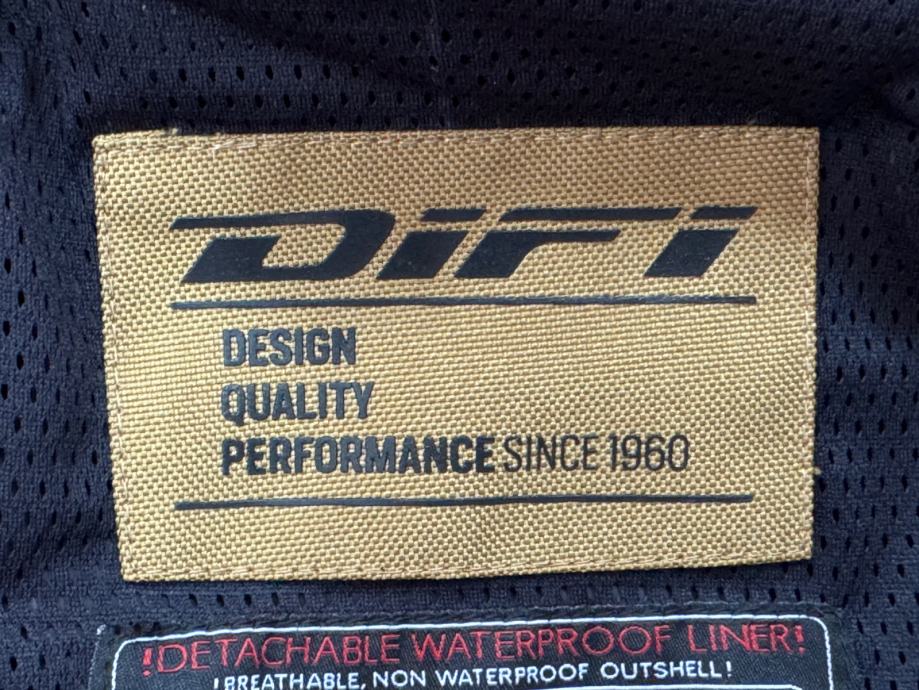 DiFi
DESIGN
QUALITY
PERFORMANCE SINCE 1960
!DETACHABLE WATERPROOF LINER!
!BREATHABLE, NON WATERPROOF OUTSHELL!